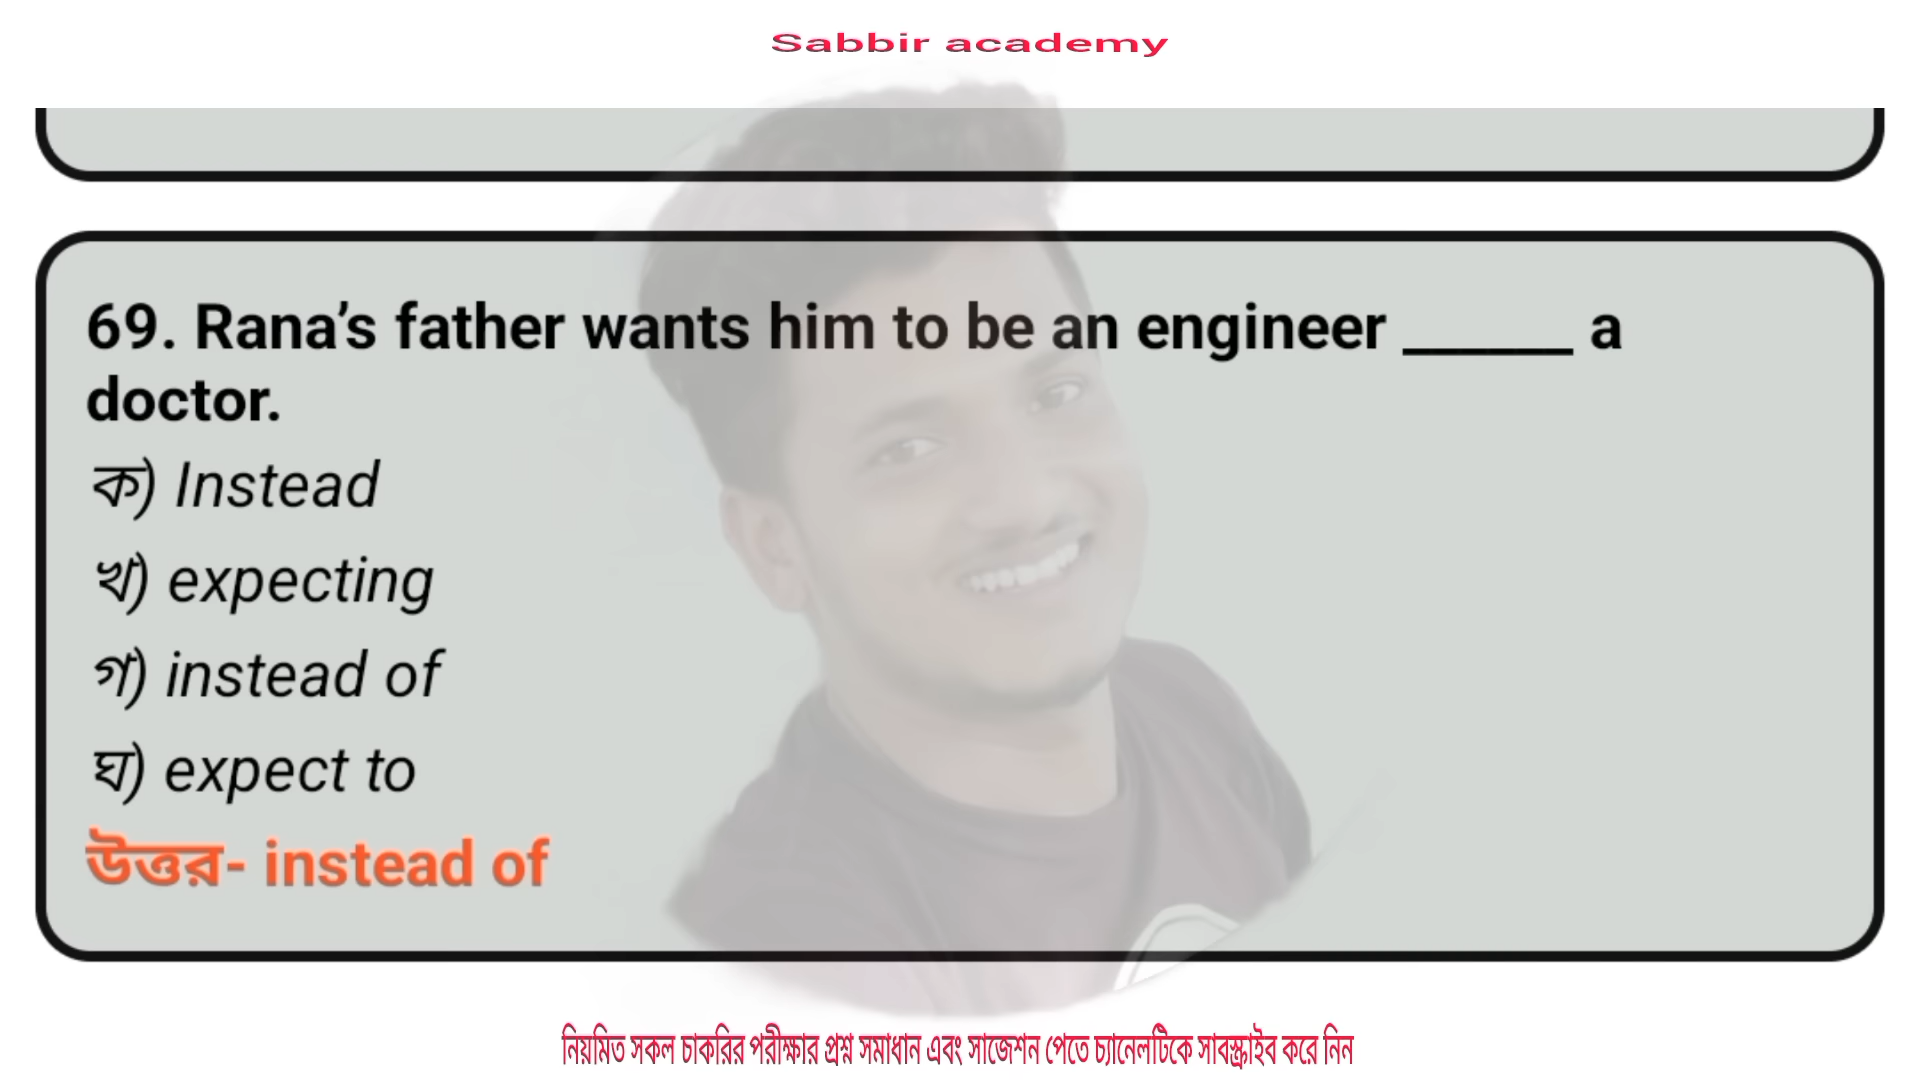 Sabbir academy
69. Rana’s father wants him to be an engineer ______ a
doctor.
ক) Instead
খ) expecting
গ) instead of
ঘ) expect to
উত্তর- instead of
নিয়মিত সকল চাকরির পরীক্ষার প্রশ্ন সমাধান এবং সাজেশন পেতে চ্যানেলটিকে সাবস্ক্রাইব করে নিন